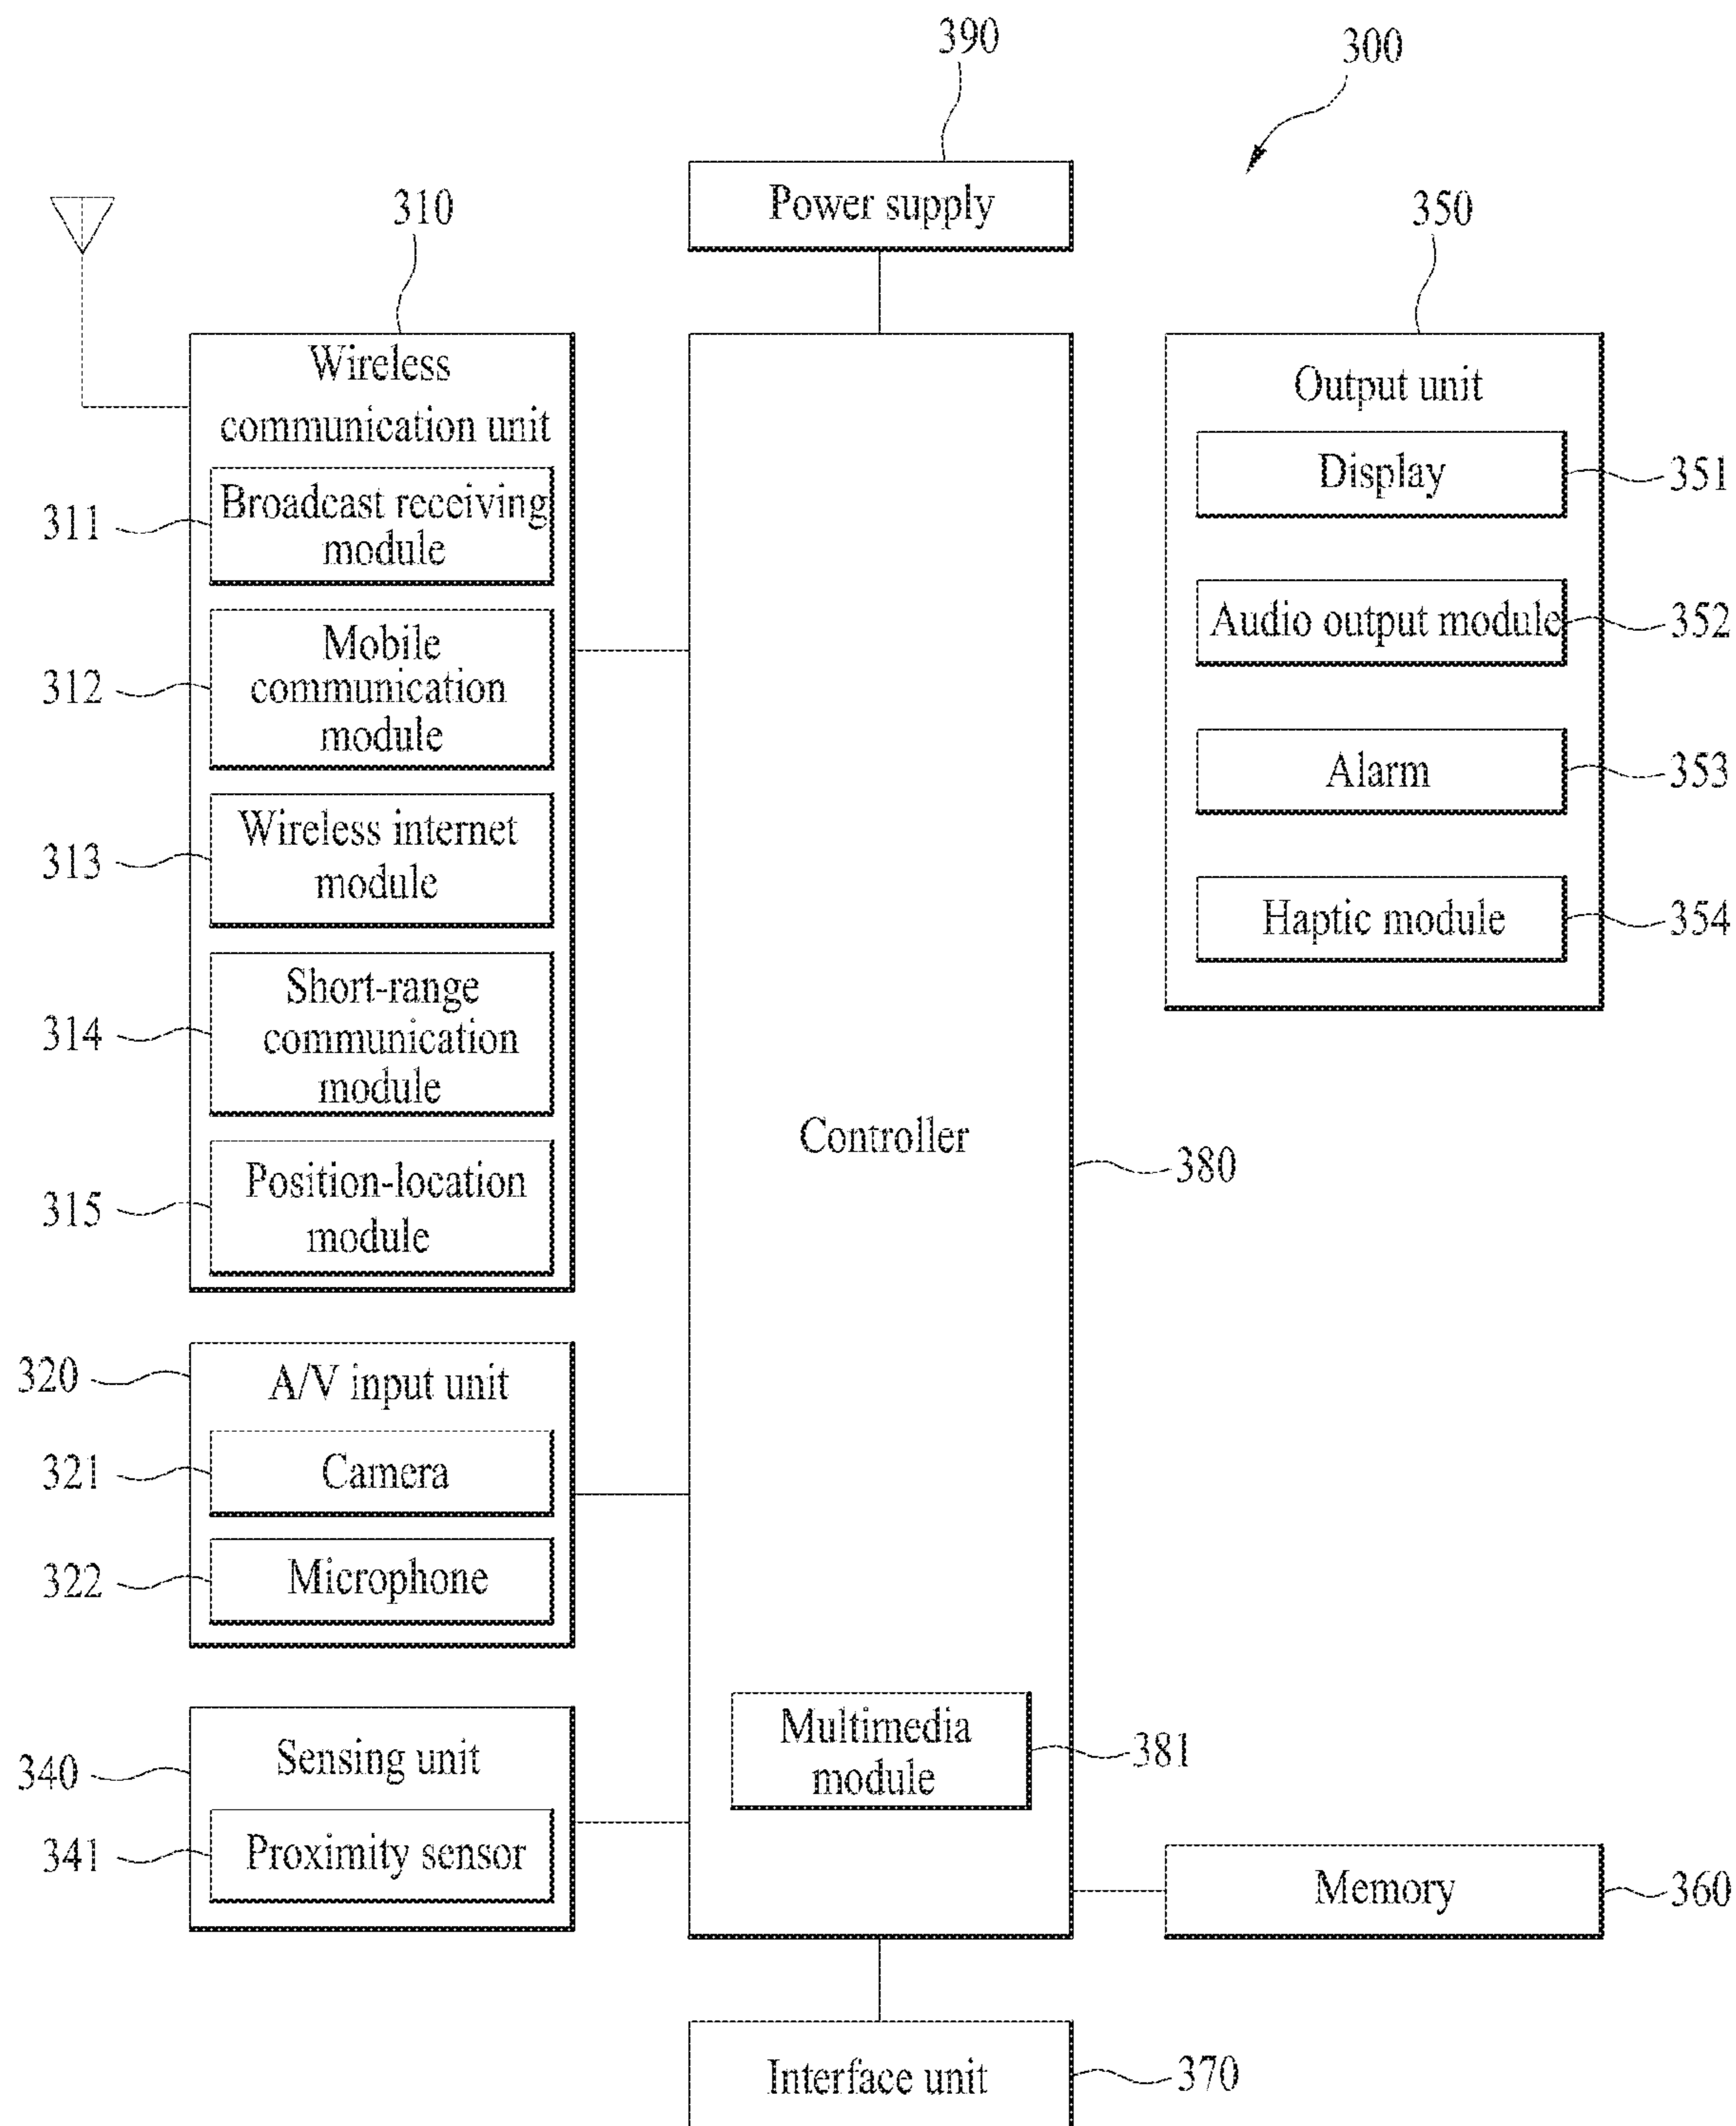 390
300
Power supply
310
350
Wireless
communication unit
Output unit
Display
351
Broadcast receiving
module
311
Audio output module
352
Mobile
communication
module
312
Alarm
353
Wireless internet
module
313
Haptic module
354
Short-range
communication
module
314
Controller
380
Position-location
module
315
320
A/V input unit
321
Camera
322
Microphone
Multimedia
module
381
340
Sensing unit
341
Proximity sensor
Memory
360
Interface unit
370